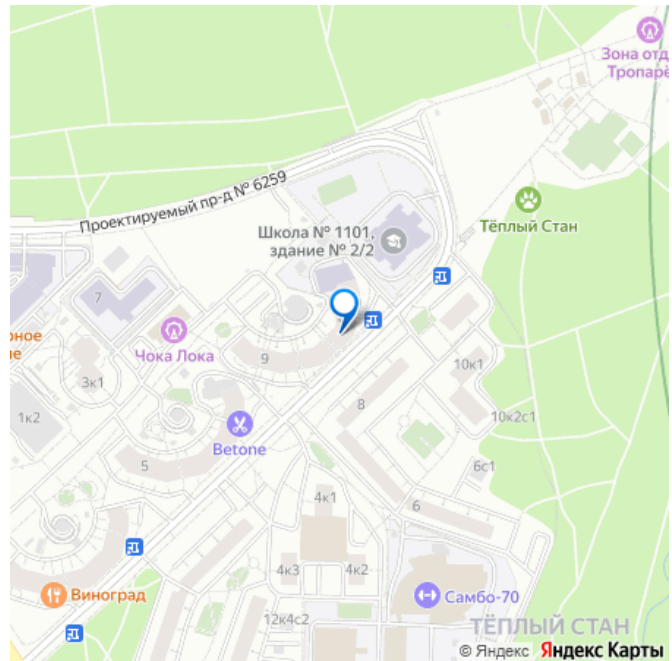 Зона отд
Тропарё
Проектируемый пр-д № 6259
Тёплый Стан
Школа № 1101,
здание № 2/2
7
рное
пе
Чока Лока
9
3к1
1к2
10к1
8
10к2с1
Betone
5
6с1
4к1
6
4к3
4к2
Виноград
Самбо-70
12к4с2
ТЁПЛЫЙ СТАН
© Яндекс Яндекс Карты